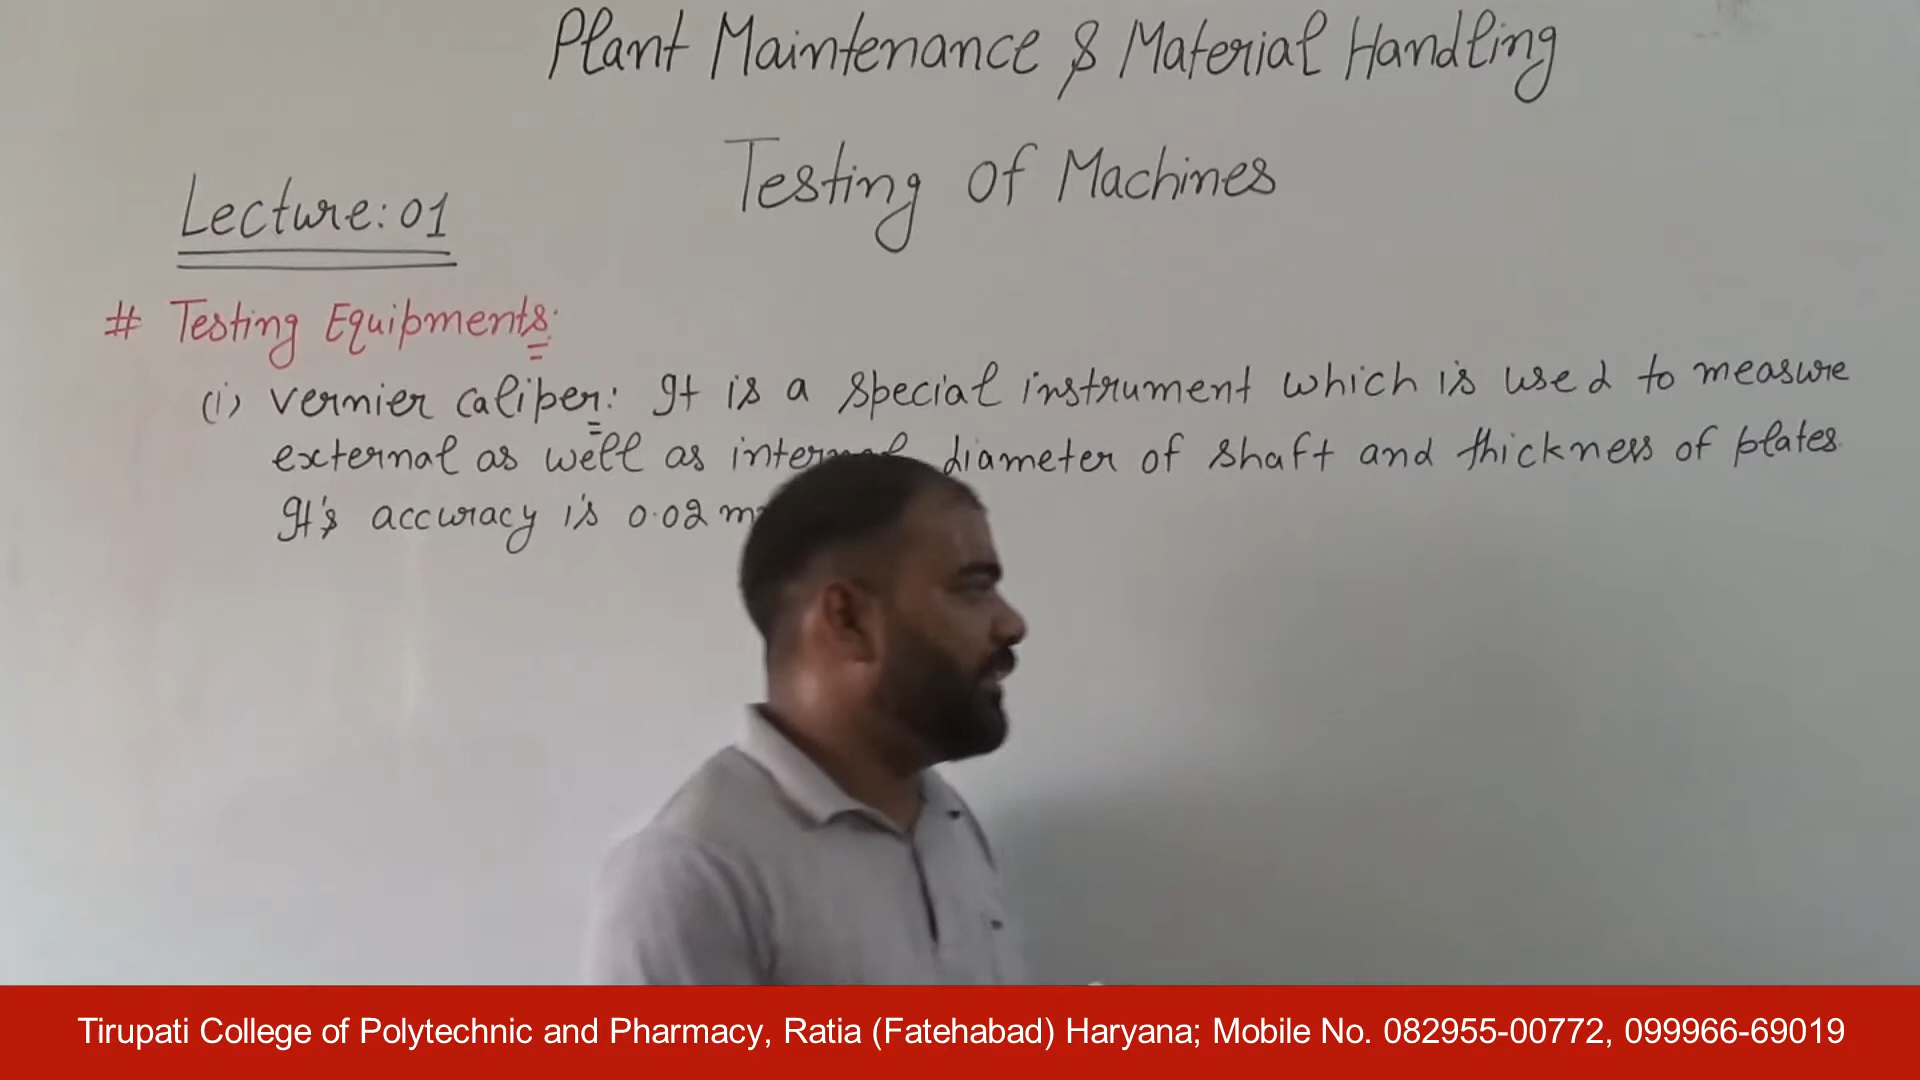 Plant Maintenance & Material Handling
Testing of Machines
Lecture: 01
# Testing Equipments:
(i) Vernier caliper: It is a special instrument which is used to measure
external as well as internal diameter of shaft and thickness of plates.
It's accuracy is 0.02
Tirupati College of Polytechnic and Pharmacy, Ratia (Fatehabad) Haryana; Mobile No. 082955-00772, 099966-69019